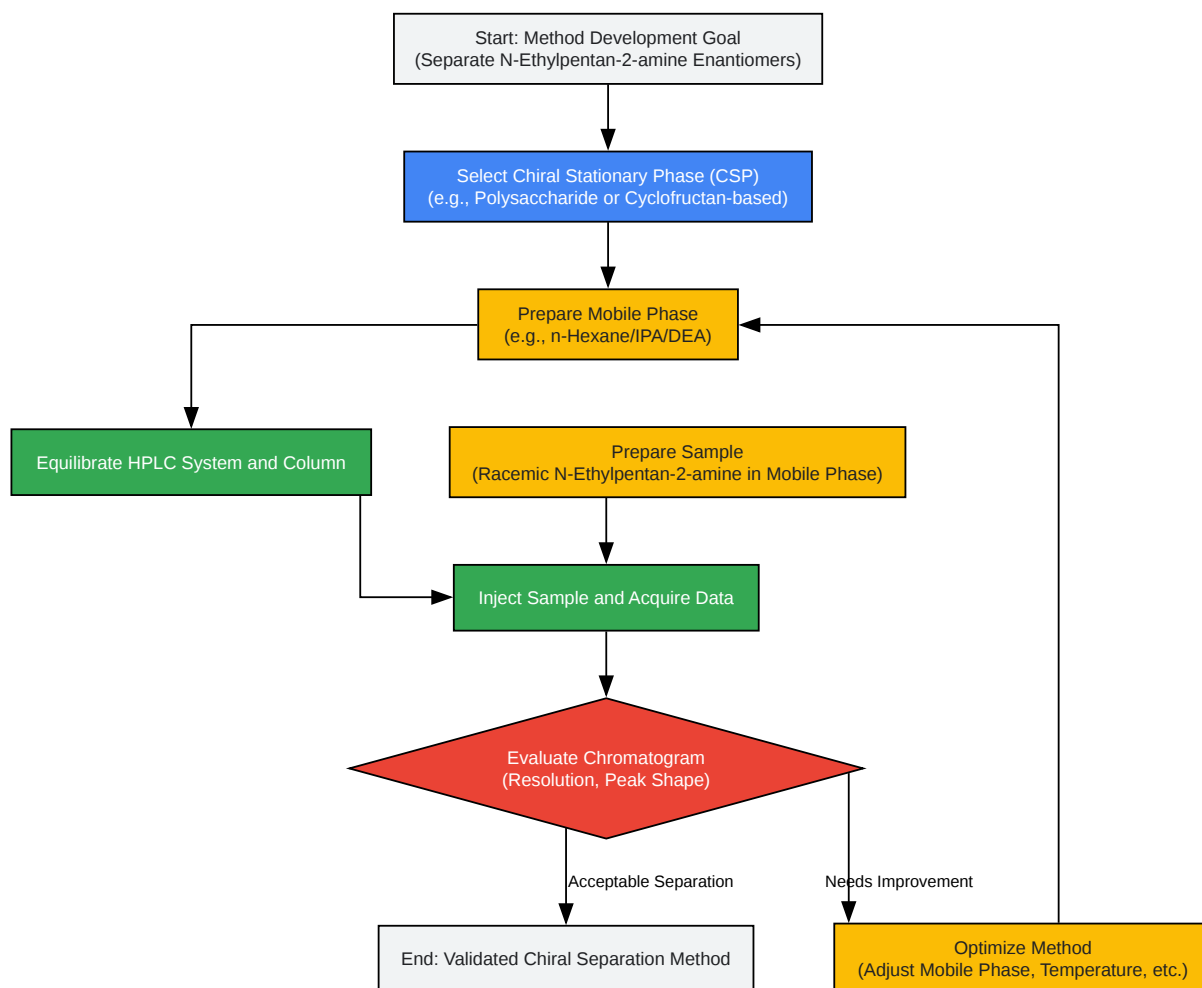 Start: Method Development Goal
(Separate N-Ethylpentan-2-amine Enantiomers)
Select Chiral Stationary Phase (CSP)
(e.g., Polysaccharide or Cyclofructan-based)
Prepare Mobile Phase
(e.g., n-Hexane/IPA/DEA)
Equilibrate HPLC System and Column
Prepare Sample
(Racemic N-Ethylpentan-2-amine in Mobile Phase)
Inject Sample and Acquire Data
Evaluate Chromatogram
(Resolution, Peak Shape)
Acceptable Separation
Needs Improvement
End: Validated Chiral Separation Method
Optimize Method
(Adjust Mobile Phase, Temperature, etc.)